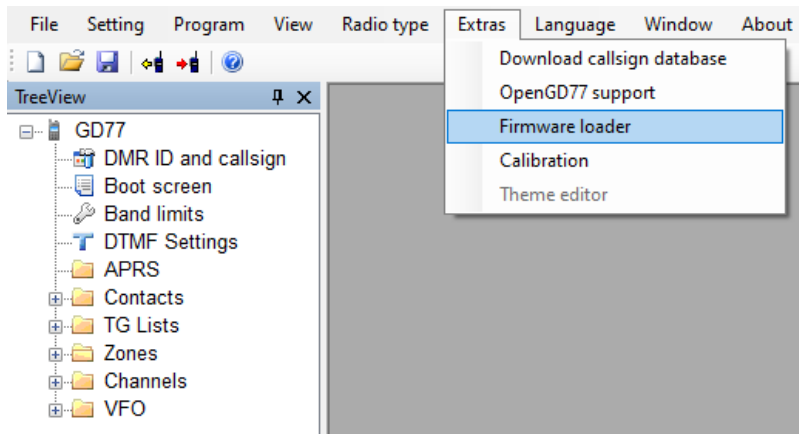 File Setting Program View Radio type Extras Language Window About
Download callsign database
OpenGD77 support
Firmware loader
Calibration
Theme editor
TreeView
GD77
DMR ID and callsign
Boot screen
Band limits
DTMF Settings
APRS
Contacts
TG Lists
Zones
Channels
VFO